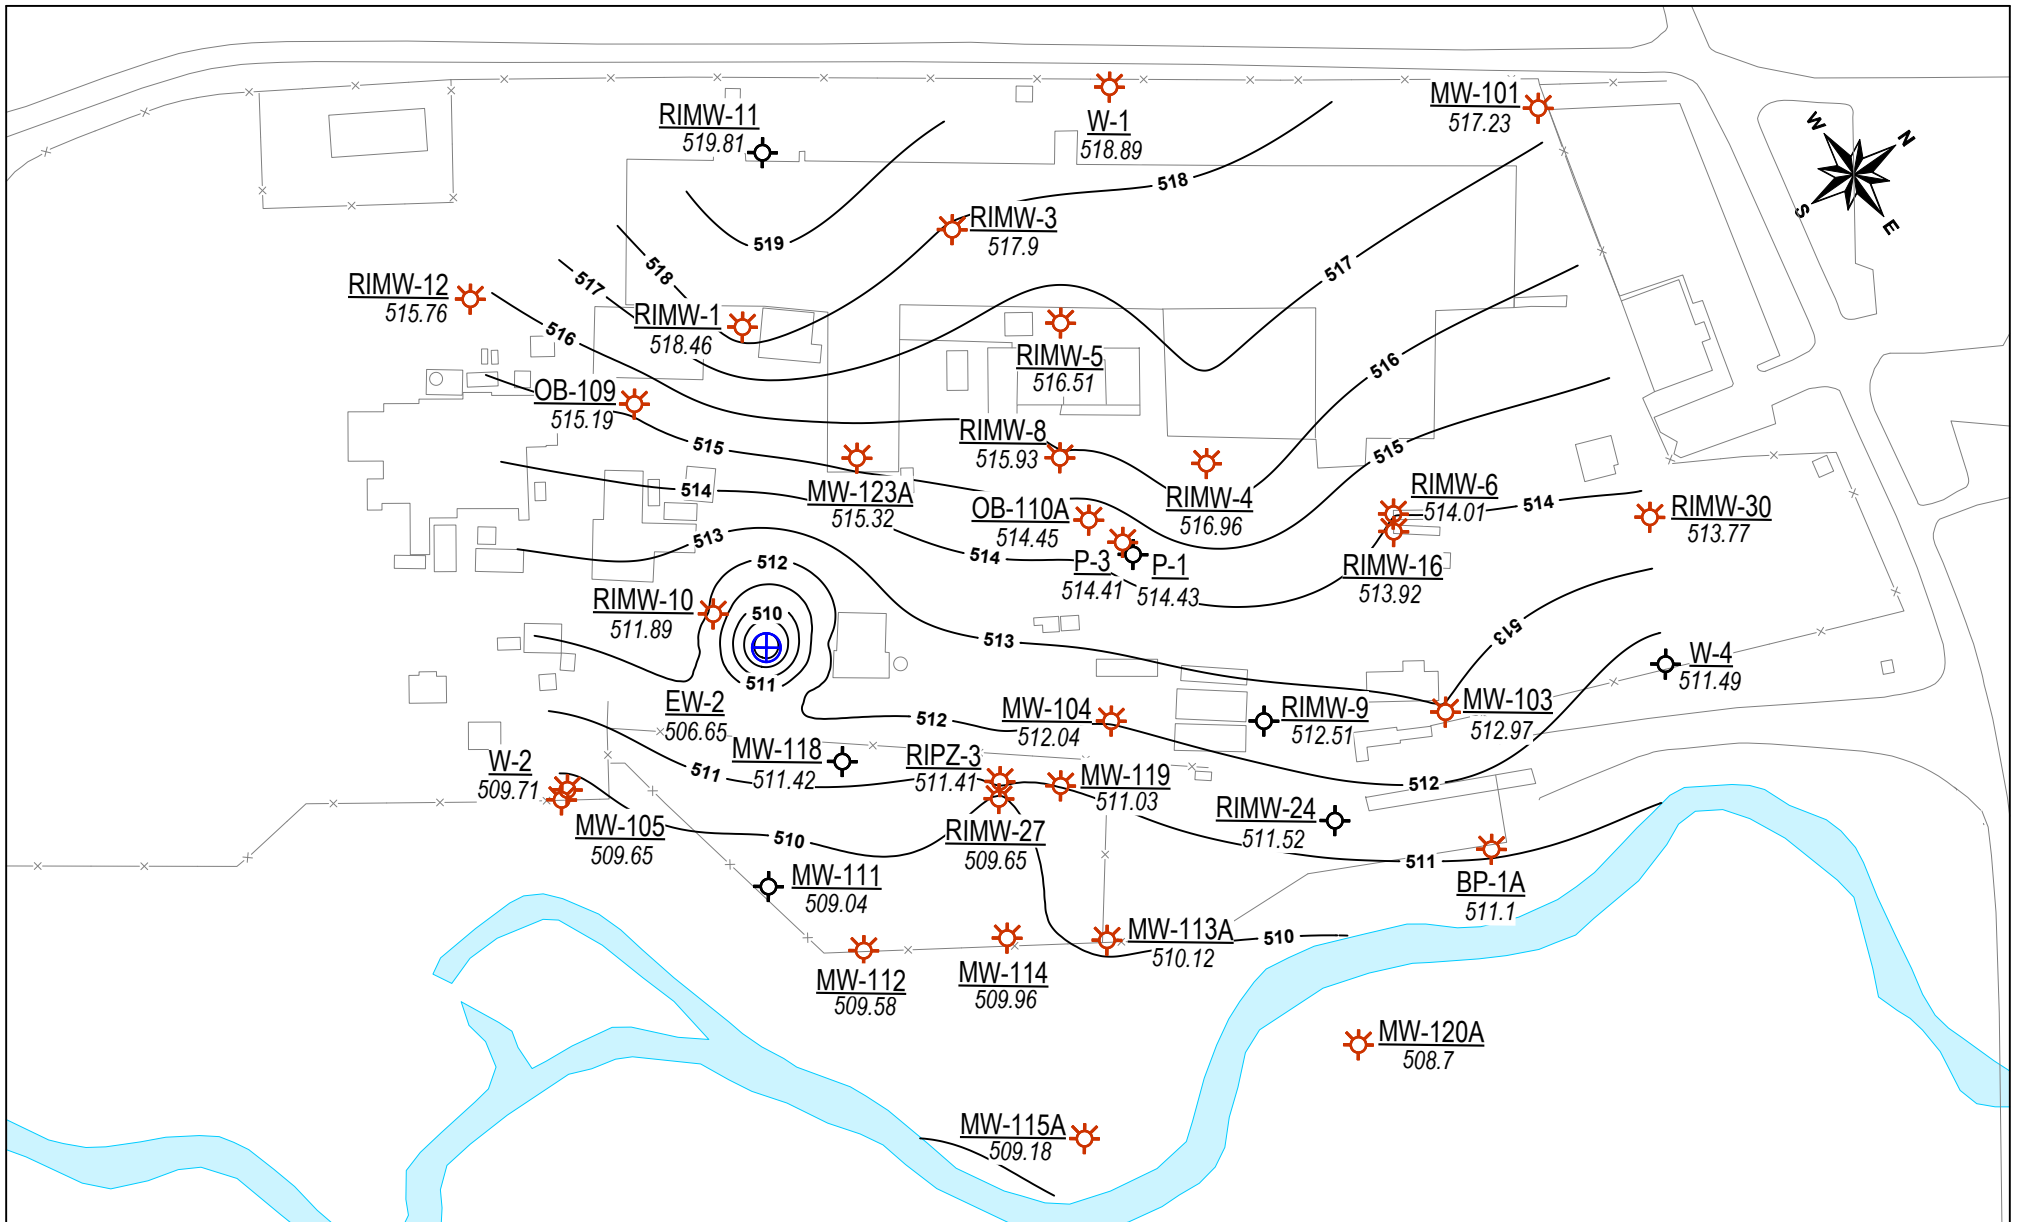 MW-101
517.23
RIMW-11
519.81
W-1
518.89
W
N
S
E
518
RIMW-3
517.9
519
518
517
517
RIMW-12
515.76
RIMW-1
518.46
516
RIMW-5
516.51
516
OB-109
515.19
515
RIMW-8
515.93
515
514
MW-123A
515.32
RIMW-4
516.96
RIMW-6
514.01
514
RIMW-30
513.77
OB-110A
514.45
513
514
P-3
514.41
P-1
514.43
RIMW-16
513.92
512
RIMW-10
511.89
510
513
513
W-4
511.49
511
EW-2
506.65
512
MW-104
512.04
RIMW-9
512.51
MW-103
512.97
W-2
509.71
511
MW-118
511.42
RIPZ-3
511.41
MW-119
511.03
512
MW-105
509.65
510
RIMW-27
509.65
RIMW-24
511.52
511
MW-111
509.04
BP-1A
511.1
MW-113A
510.12
510
MW-112
509.58
MW-114
509.96
MW-120A
508.7
MW-115A
509.18